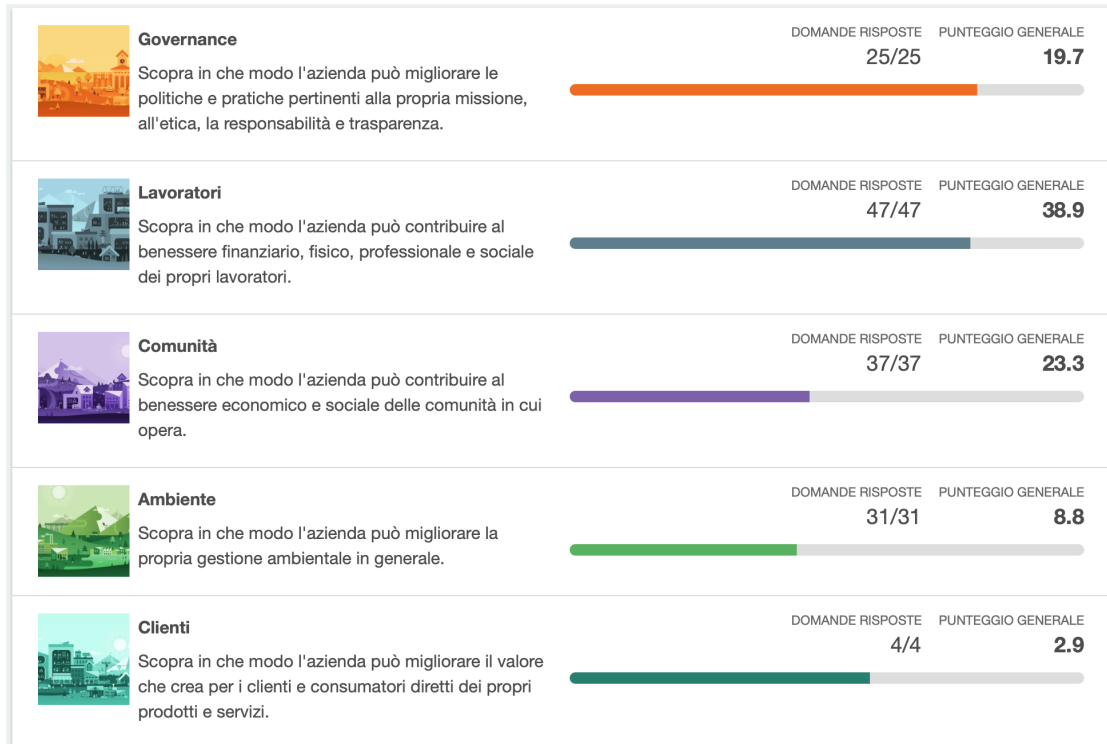 Governance
DOMANDE RISPOSTE PUNTEGGIO GENERALE
25/25 19.7
Scopra in che modo l'azienda può migliorare le
politiche e pratiche pertinenti alla propria missione,
all'etica, la responsabilità e trasparenza.
Lavoratori
DOMANDE RISPOSTE PUNTEGGIO GENERALE
47/47 38.9
Scopra in che modo l'azienda può contribuire al
benessere finanziario, fisico, professionale e sociale
dei propri lavoratori.
Comunità
DOMANDE RISPOSTE PUNTEGGIO GENERALE
37/37 23.3
Scopra in che modo l'azienda può contribuire al
benessere economico e sociale delle comunità in cui
opera.
Ambiente
DOMANDE RISPOSTE PUNTEGGIO GENERALE
31/31 8.8
Scopra in che modo l'azienda può migliorare la
propria gestione ambientale in generale.
Clienti
DOMANDE RISPOSTE PUNTEGGIO GENERALE
4/4 2.9
Scopra in che modo l'azienda può migliorare il valore
che crea per i clienti e consumatori diretti dei propri
prodotti e servizi.